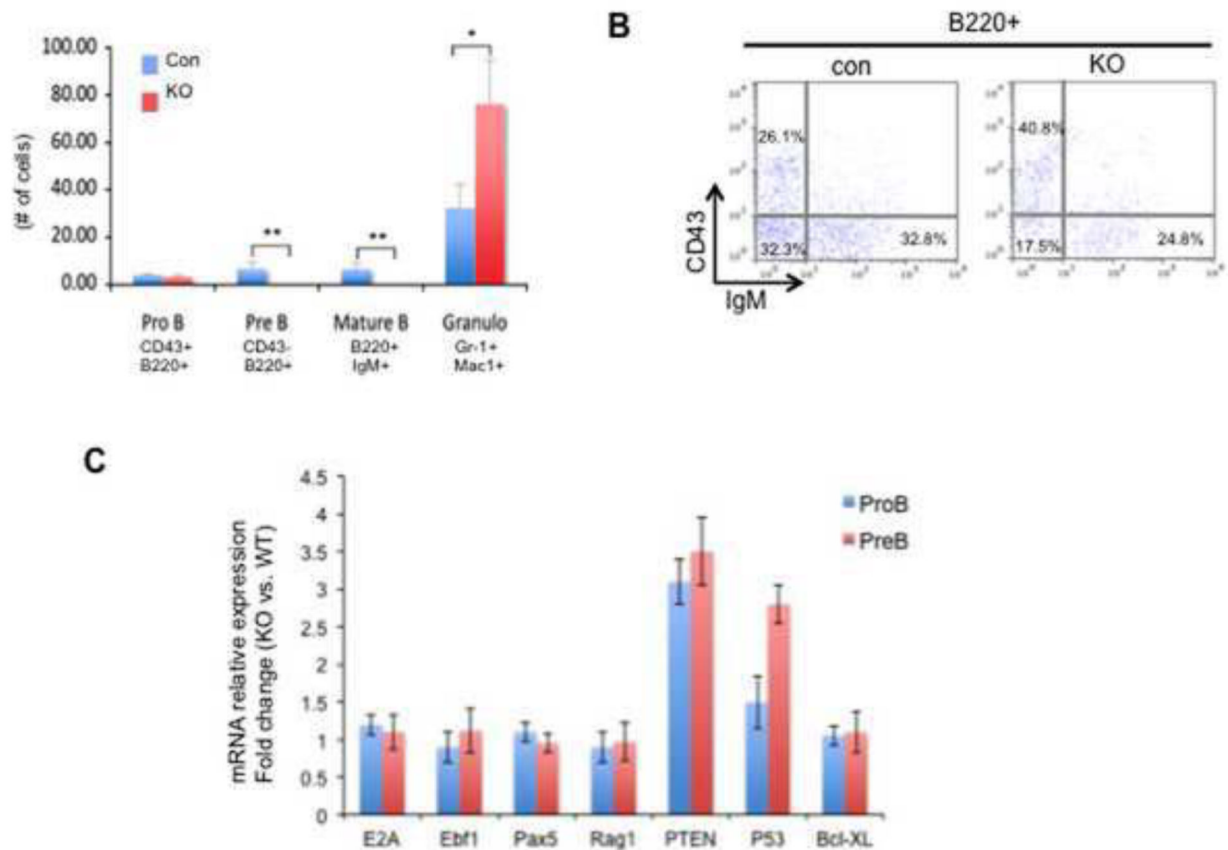 100.00
80.00
60.00
40.00
20.00
0.00
(# of cells)
Con
KO
*
**
**
Pro B
CD43+
B220+
Pre B
CD43-
B220+
Mature B
B220+
IgM+
Granulo
Gr-1+
Mac1+
B
B220+
con
KO
26.1%
32.3%
32.8%
40.8%
17.5%
24.8%
CD43
IgM
C
mRNA relative expression
Fold change (KO vs. WT)
4.5
4
3.5
3
2.5
2
1.5
1
0.5
0
ProB
PreB
E2A Ebf1 Pax5 Rag1 PTEN P53 Bcl-XL